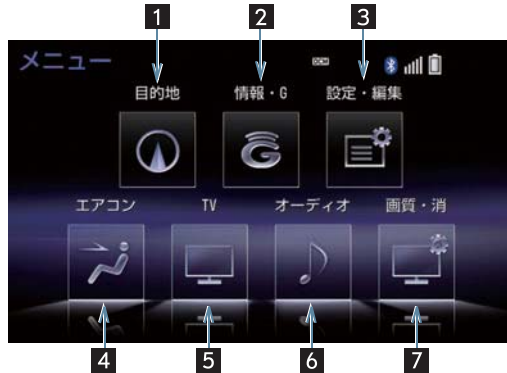 1 2 3
メニュー
DCM
目的地 情報・G 設定・編集
G
エアコン TV オーディオ 画質・消
4 5 6 7